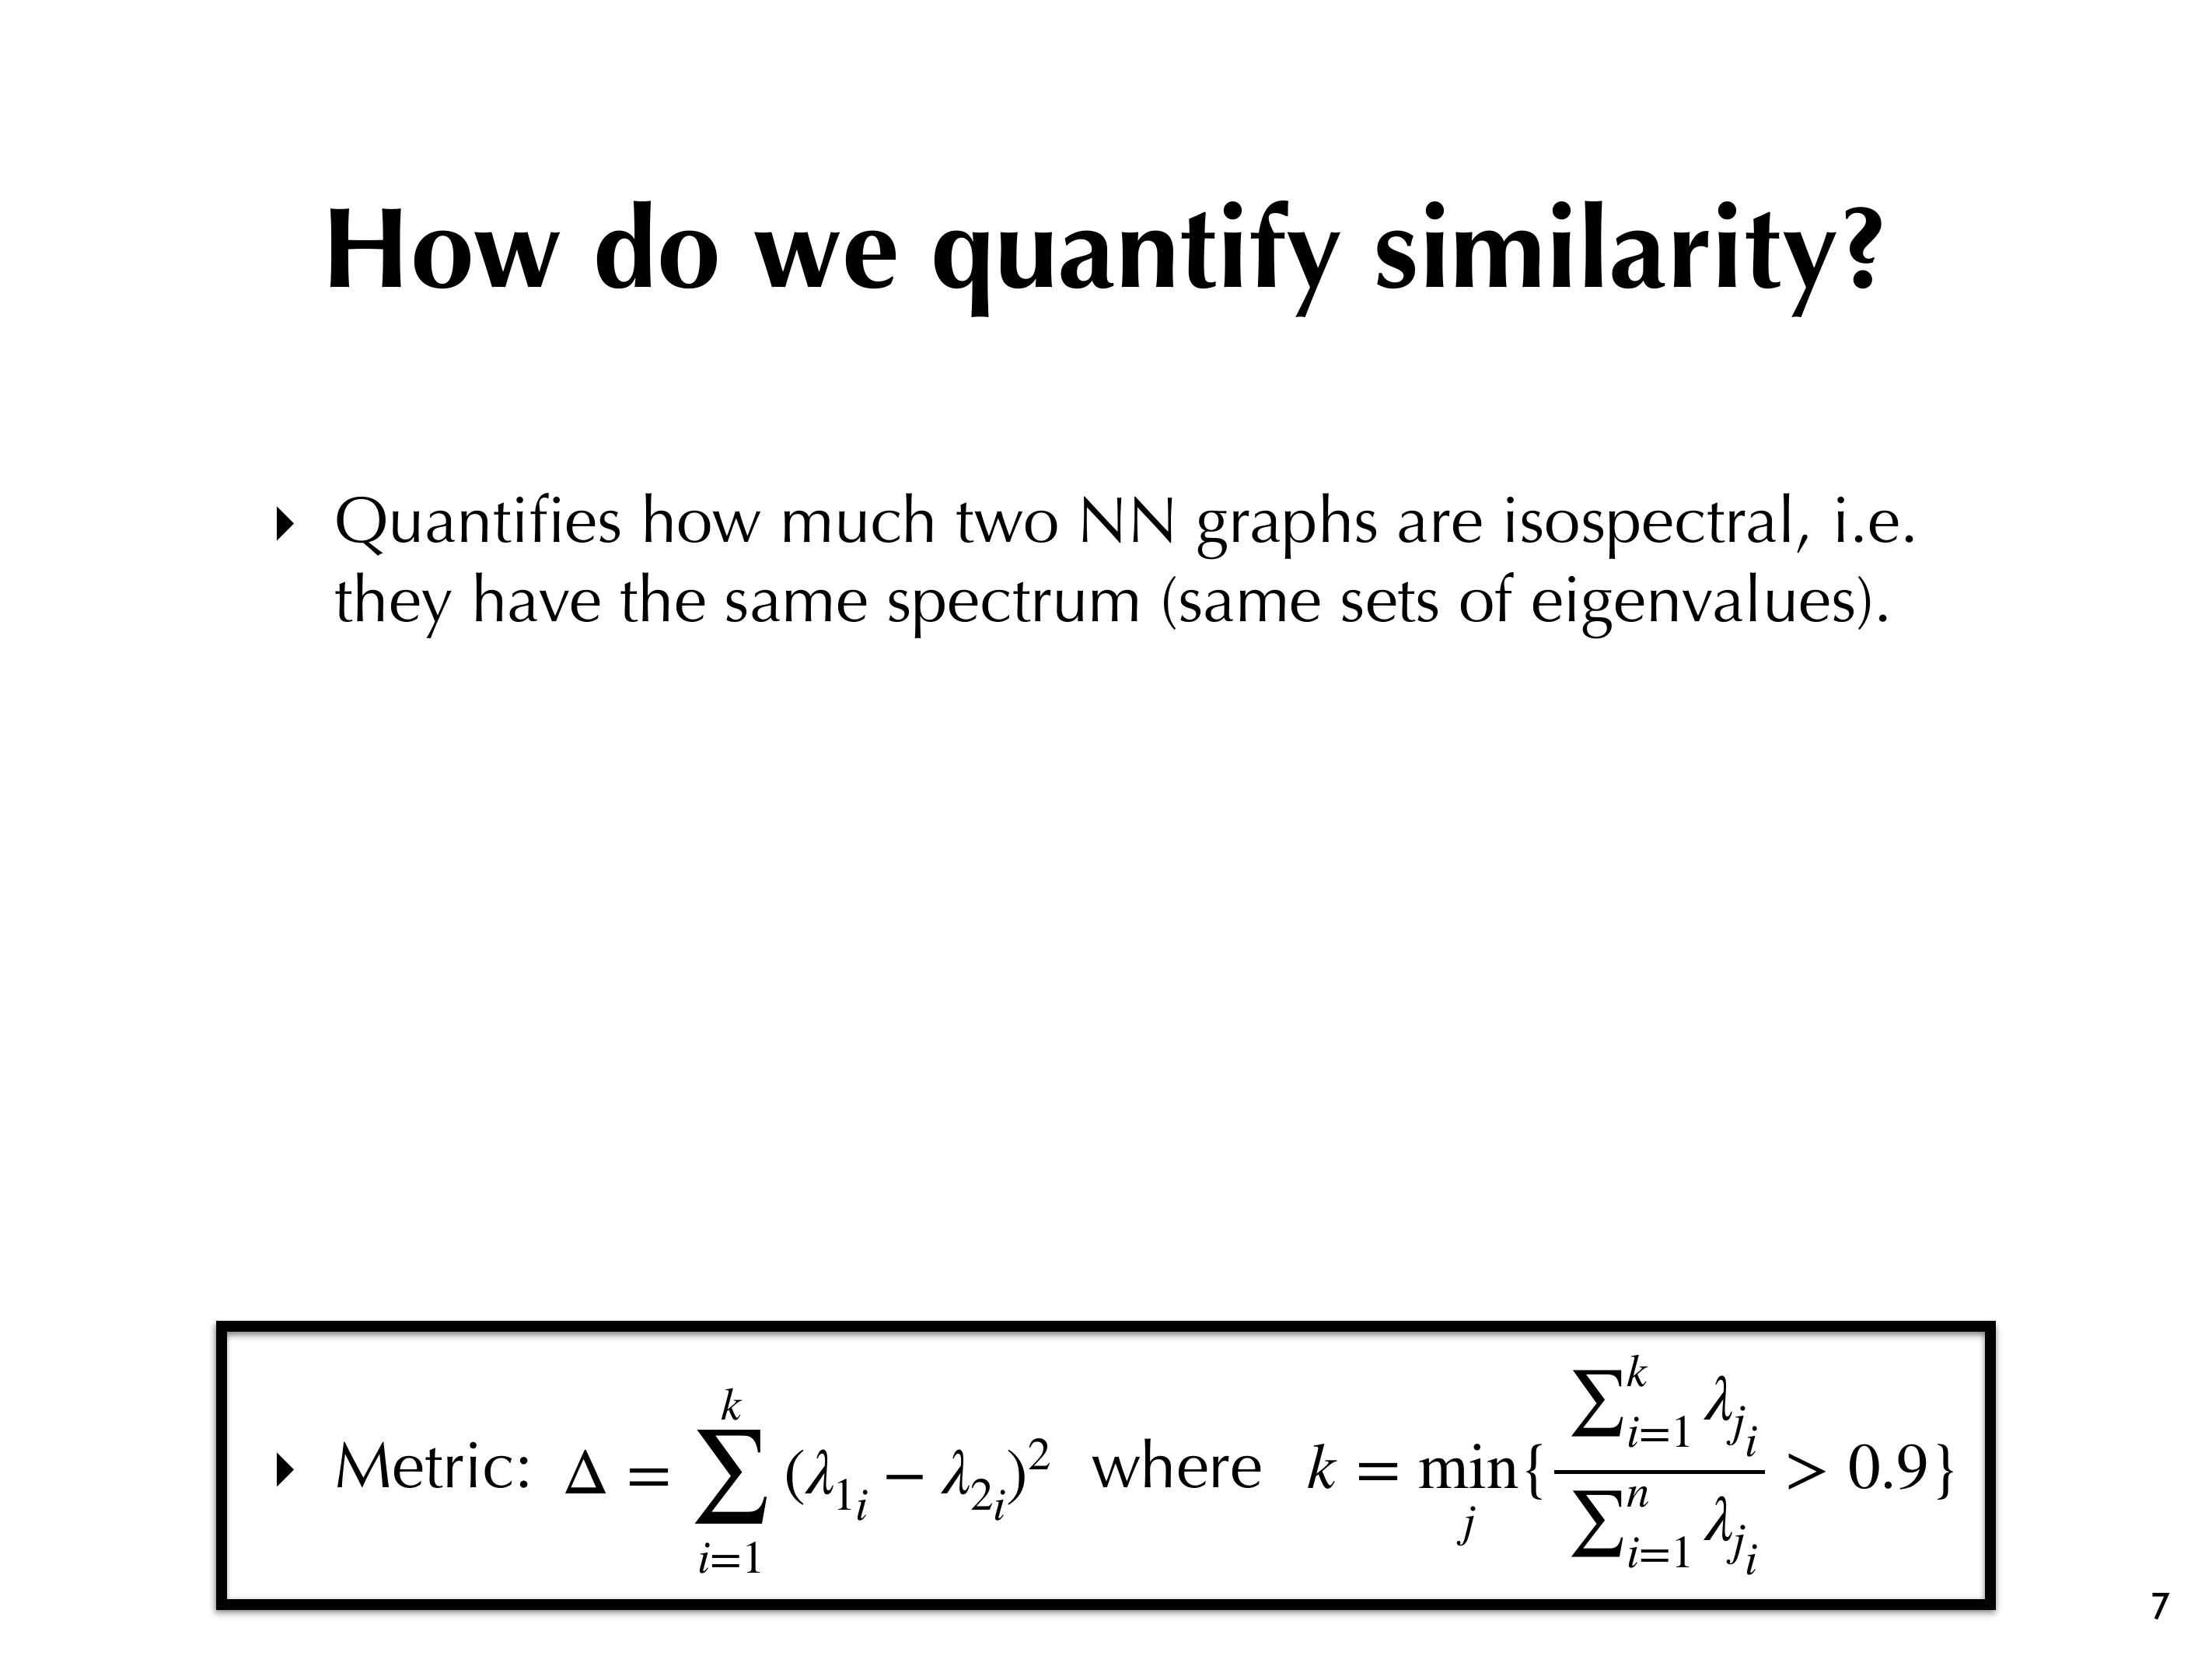 How do we quantify similarity?
‣ Quantifies how much two NN graphs are isospectral, i.e.
they have the same spectrum (same sets of eigenvalues).
‣ Metric: $\Delta = \sum_{i=1}^{k} (\lambda_{1_i} - \lambda_{2_i})^2$ where $k = \min_{j} \{ \frac{\sum_{i=1}^{k} \lambda_{j_i}}{\sum_{i=1}^{n} \lambda_{j_i}} > 0.9 \}$
7